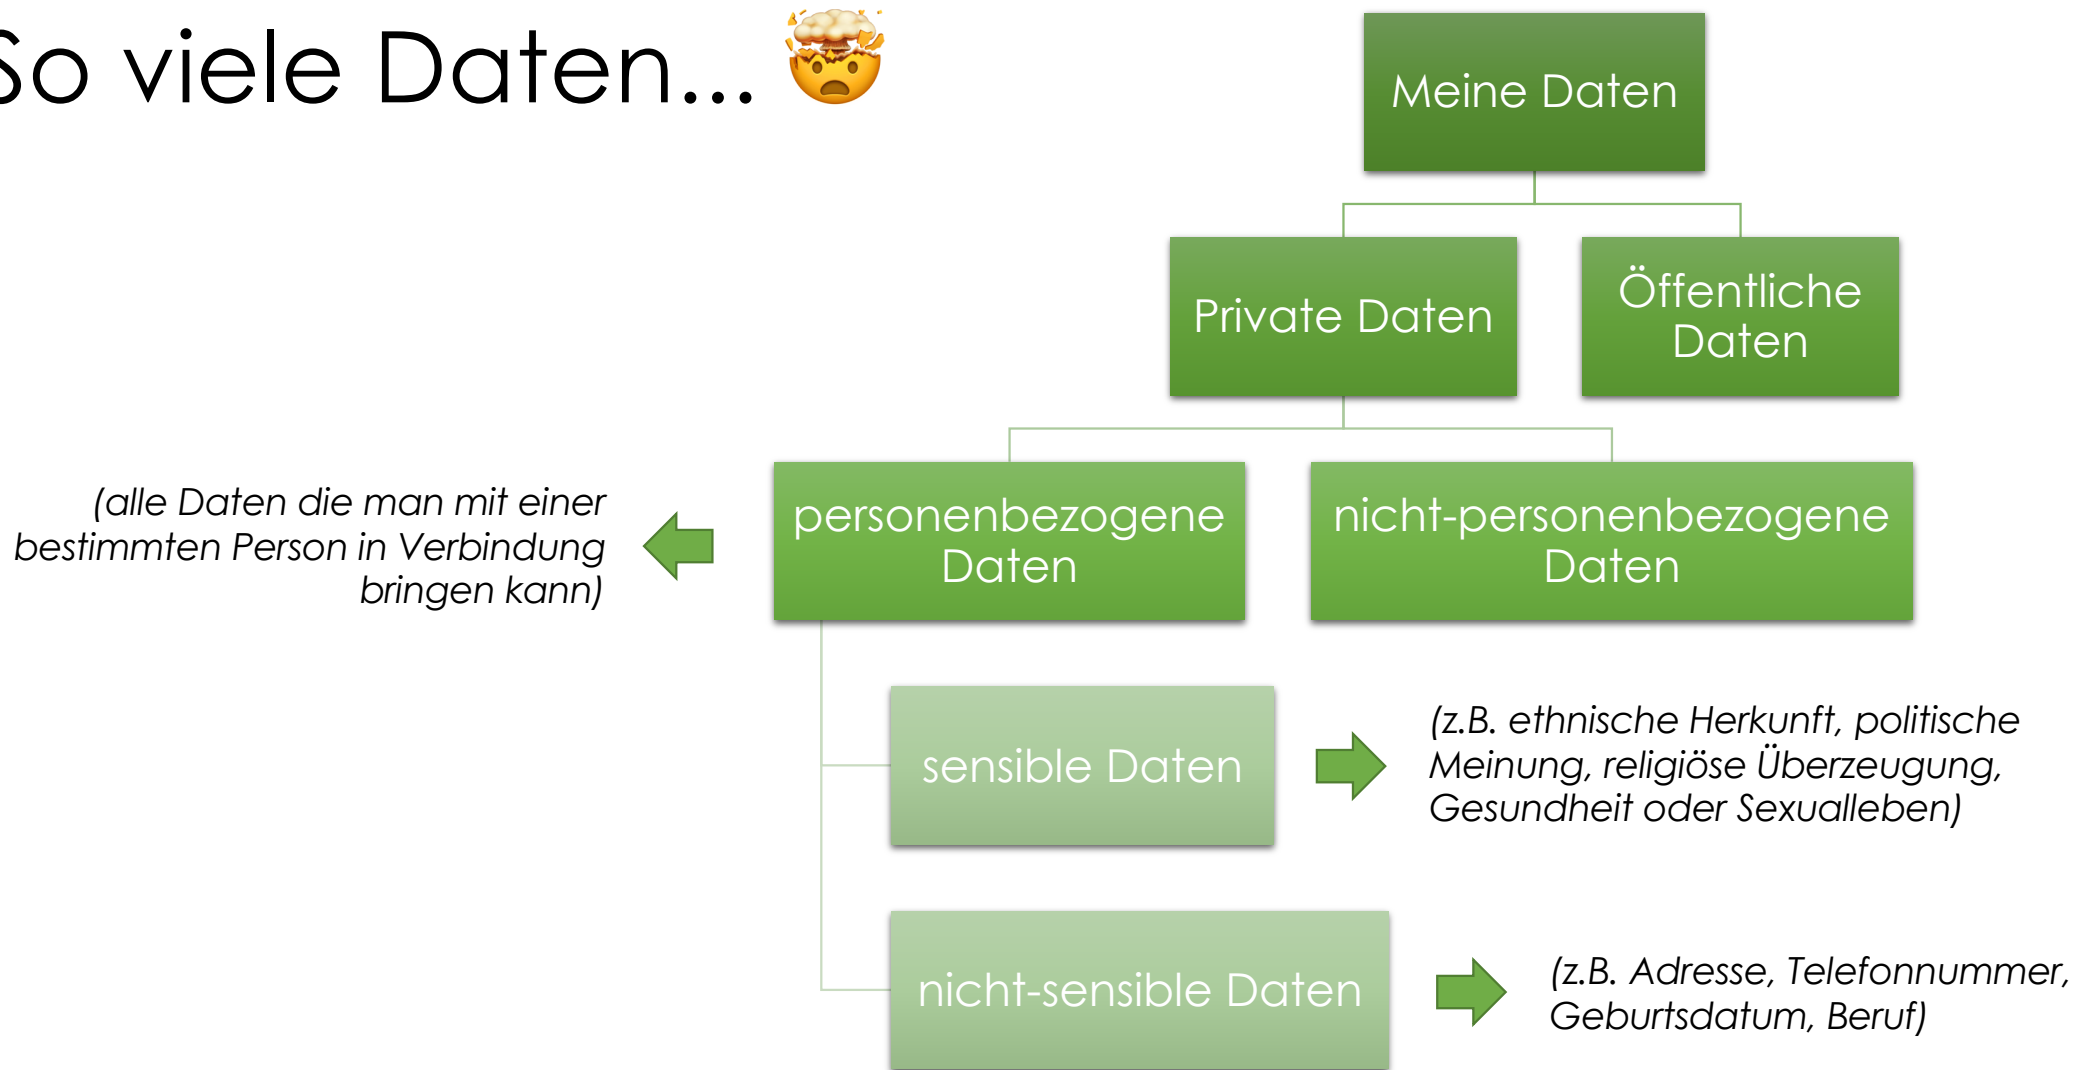 So viele Daten... 🤯
Meine Daten
Private Daten
Öffentliche
Daten
(alle Daten die man mit einer
bestimmten Person in Verbindung
bringen kann)
personenbezogene
Daten
nicht-personenbezogene
Daten
sensible Daten
(z.B. ethnische Herkunft, politische
Meinung, religiöse Überzeugung,
Gesundheit oder Sexualleben)
nicht-sensible Daten
(z.B. Adresse, Telefonnummer,
Geburtsdatum, Beruf)